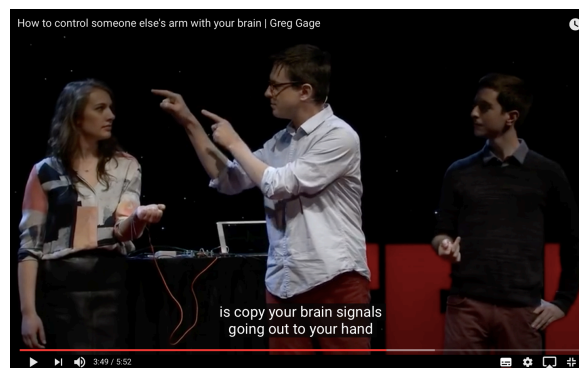 How to control someone else's arm with your brain | Greg Gage
is copy your brain signals
going out to your hand
3:49 / 5:52